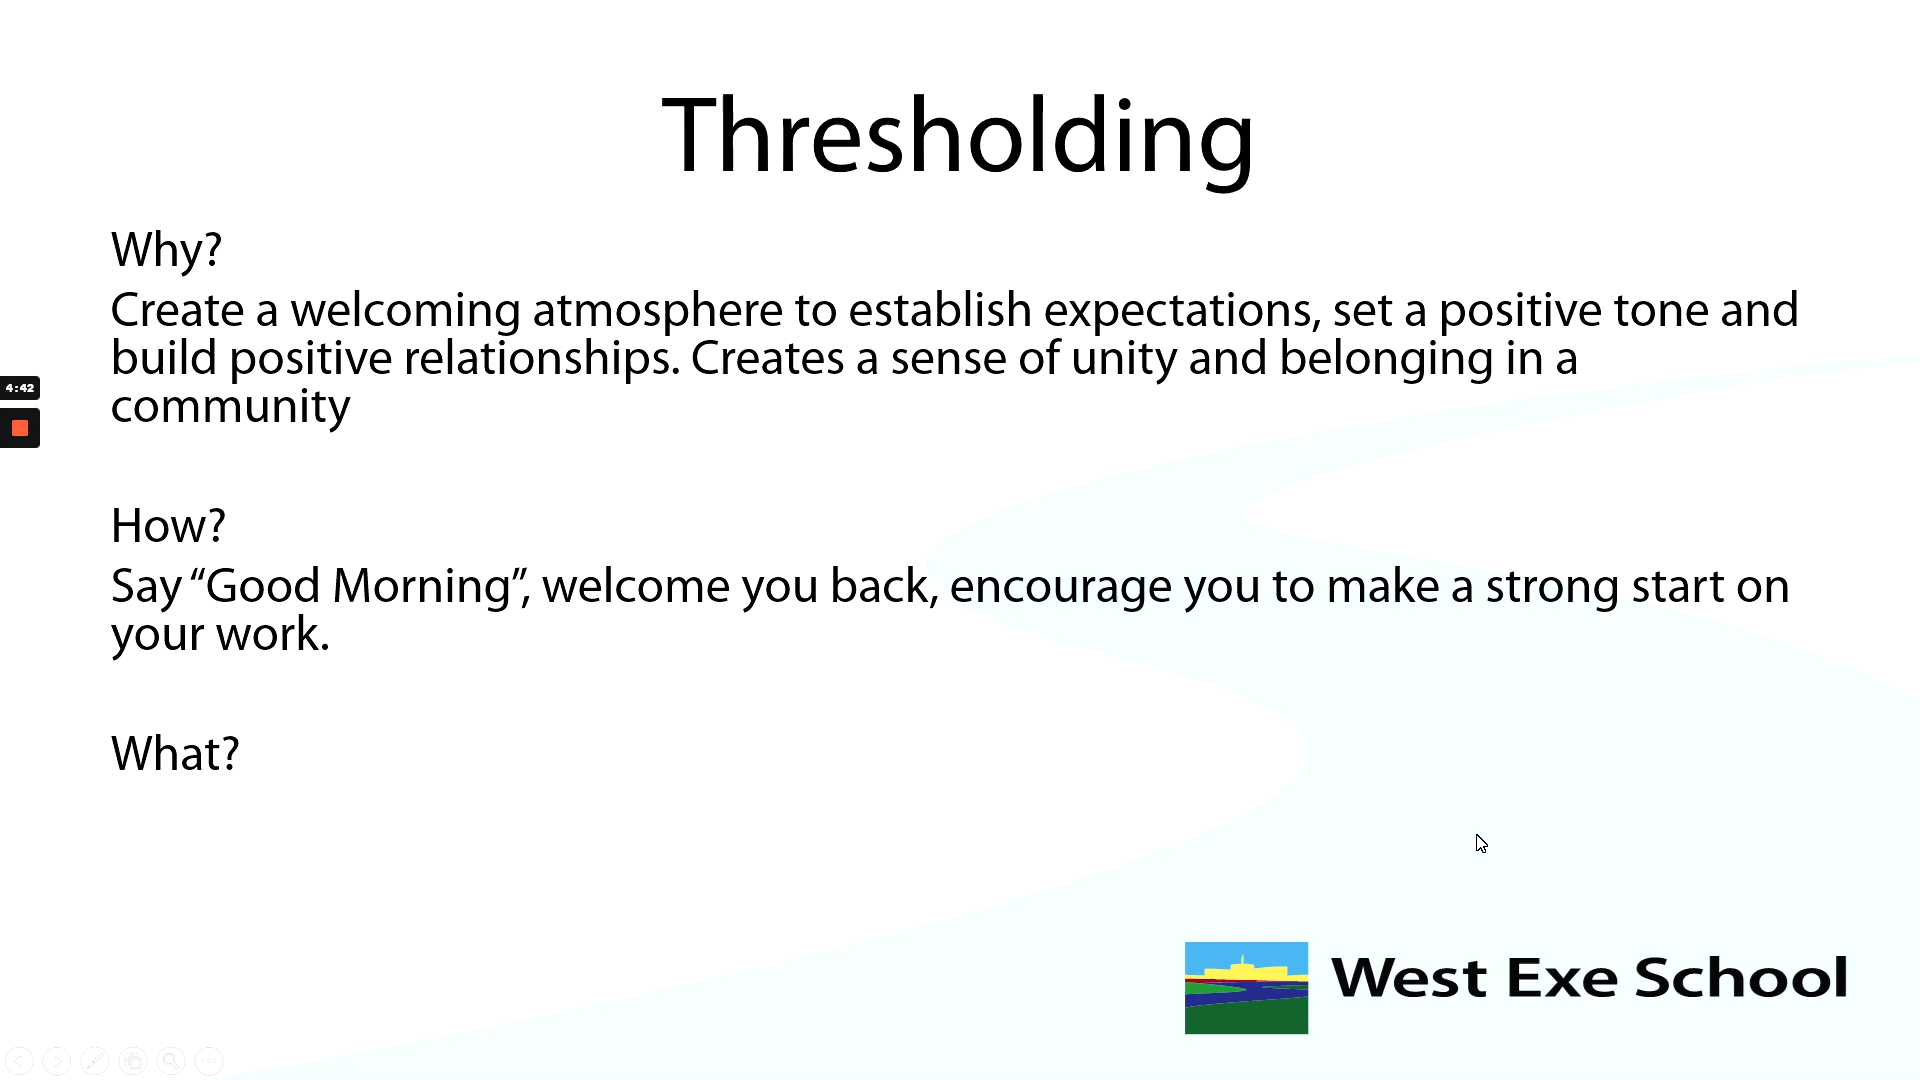 Thresholding
Why?
Create a welcoming atmosphere to establish expectations, set a positive tone and
build positive relationships. Creates a sense of unity and belonging in a
community
4:42
How?
Say “Good Morning”, welcome you back, encourage you to make a strong start on
your work.
What?
West Exe School